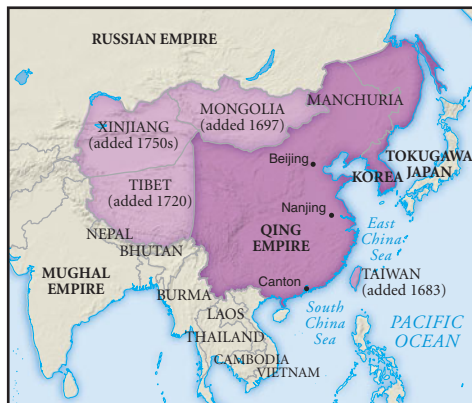 RUSSIAN EMPIRE
MONGOLIA
(added 1697)
MANCHURIA
XINJIANG
(added 1750s)
Beijing
TOKUGAWA
JAPAN
KOREA
TIBET
(added 1720)
Nanjing
NEPAL
BHUTAN
QING
EMPIRE
East
China
Sea
MUGHAL
EMPIRE
Canton
TAIWAN
(added 1683)
BURMA
LAOS
South
China
Sea
PACIFIC
OCEAN
THAILAND
CAMBODIA
VIETNAM